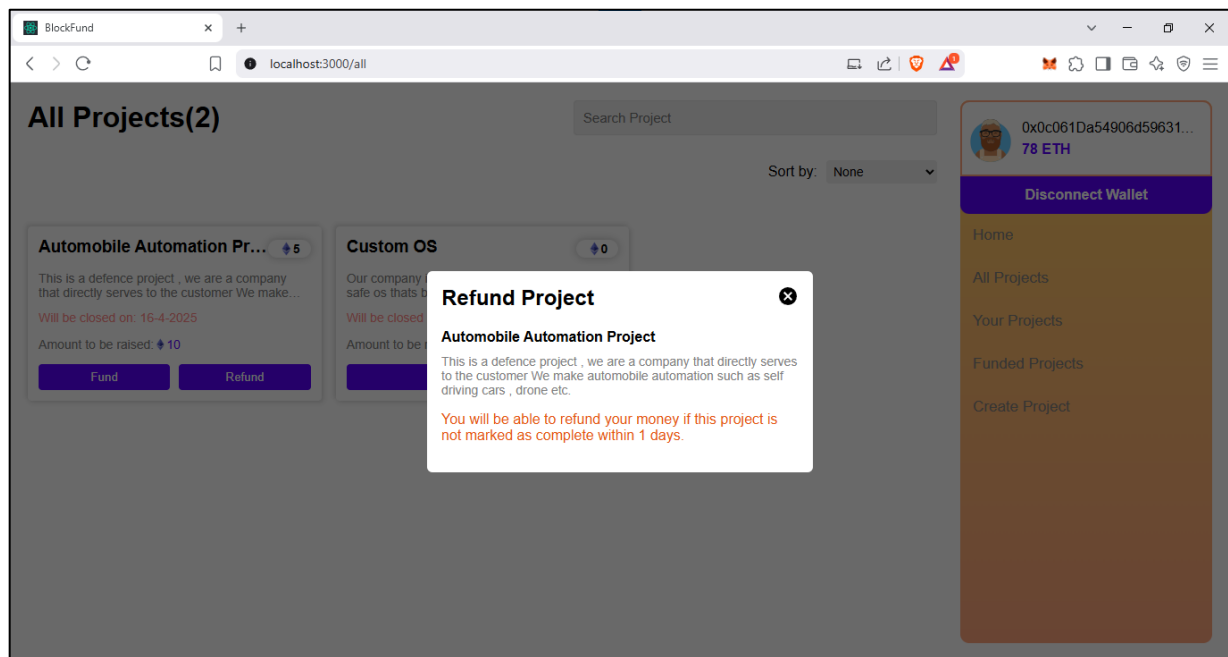 BlockFund
localhost:3000/all
1
All Projects(2)
Search Project
Sort by: None
0x0c061Da54906d59631...
78 ETH
Disconnect Wallet
Home
All Projects
Your Projects
Funded Projects
Create Project
Automobile Automation Pr... 5
This is a defence project , we are a company
that directly serves to the customer We make...
Will be closed on: 16-4-2025
Amount to be raised: 10
Fund Refund
Custom OS 0
Our company
safe os thats b
Will be closed
Amount to be
Refund Project
Automobile Automation Project
This is a defence project , we are a company that directly serves
to the customer We make automobile automation such as self
driving cars , drone etc.
You will be able to refund your money if this project is
not marked as complete within 1 days.